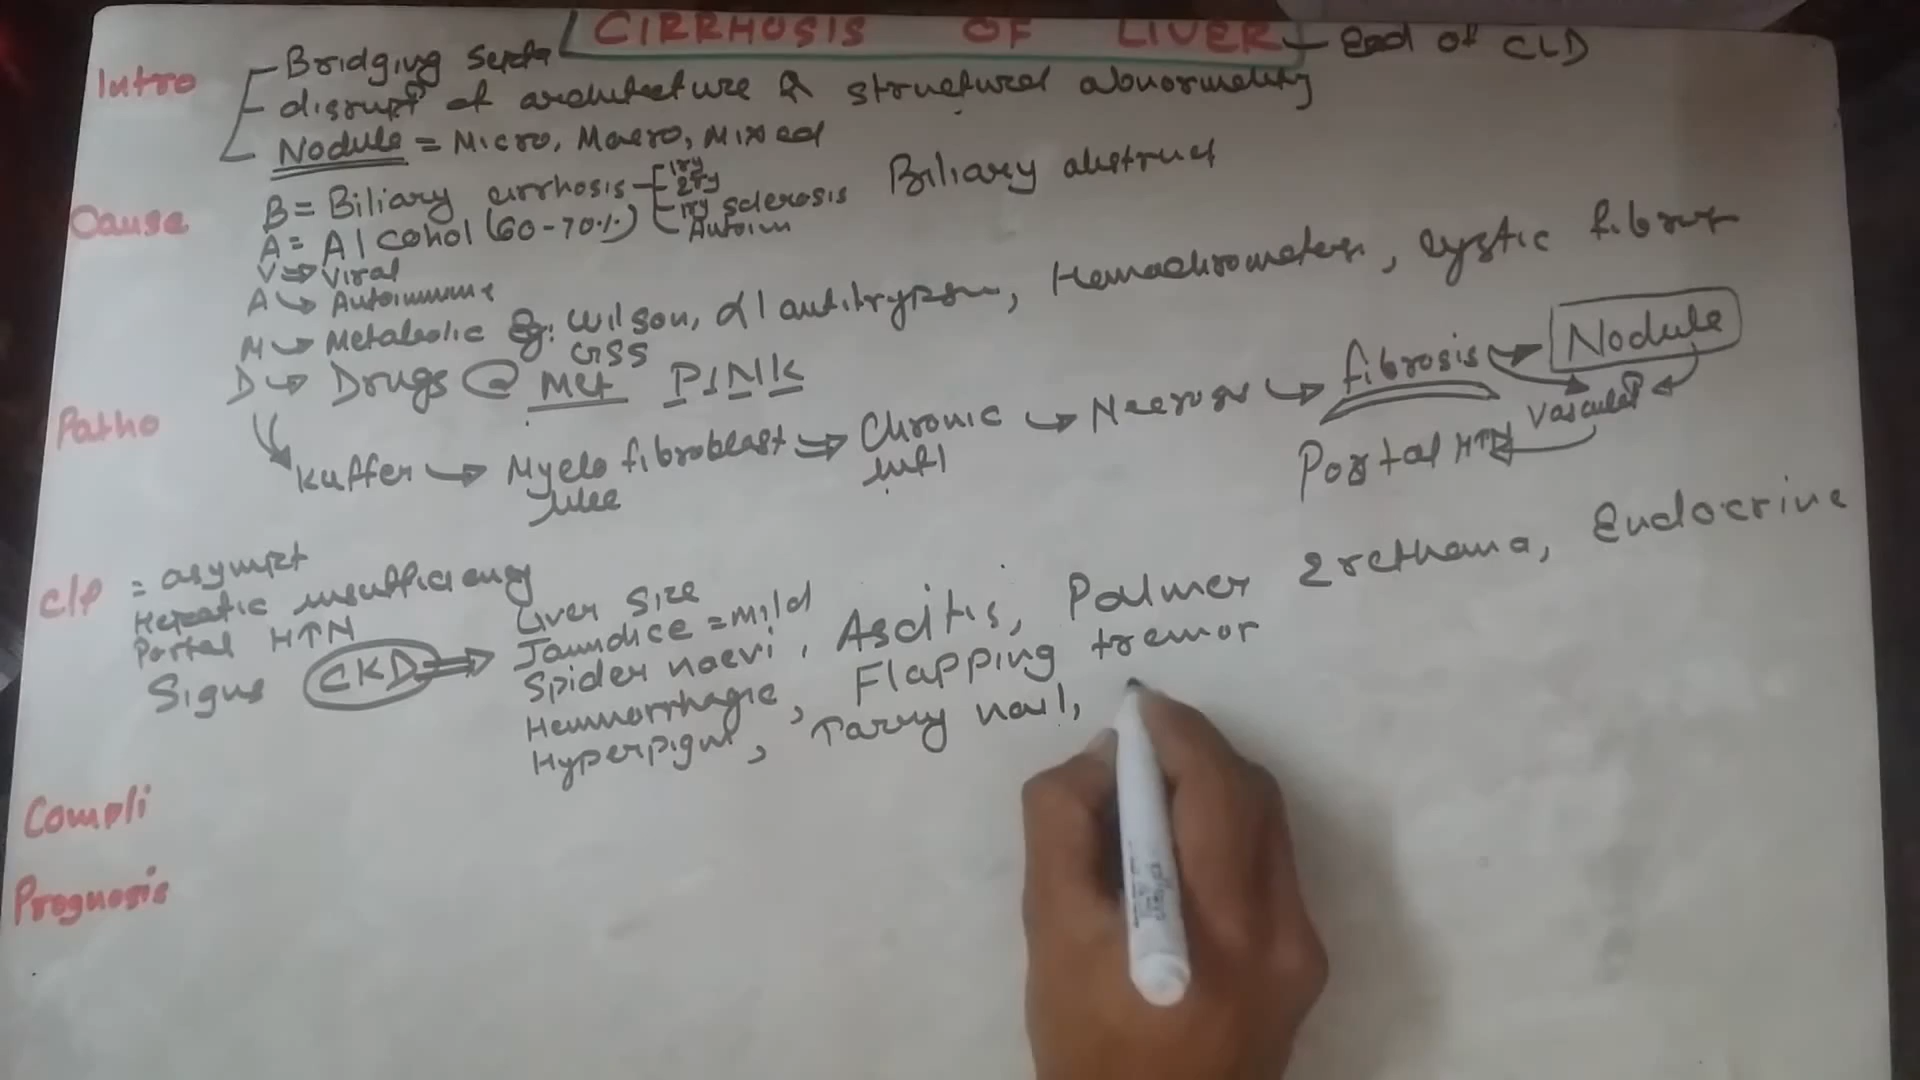 CIRRHOSIS OF LIVER - End of CLD
Intro
Bridging septa
disrupt of architecture & structural abnormality
Nodule = Micro, Macro, Mixed
Cause
B = Biliary cirrhosis
1ry
2ry
1ry sclerosis
Autoim
Biliary abstruct
A = Alcohol (60-70%)
V ⇒ Viral
A → Autoimmune
M → Metabolic Eg: Wilson, α1 antitrypsin, Hemochromatosis, cystic fibrosis
GSS
D → Drugs @ Met PINK
Patho
Kuffer → Myelo fibroblast ⇒ Chronic → Necrosis → fibrosis → Nodule
infl
Vascular
Portal HTN
C/P = asympt
Hepatic insufficiency
Portal HTN
Signs CKD ⇒ Liver size
Jaundice = mild
Spider naevi, Ascitis, Palmer Erethama, Endocrine
Hemorrhagic, Flapping tremor
Hyperpigm, Tarry nail,
Compli
Prognosis